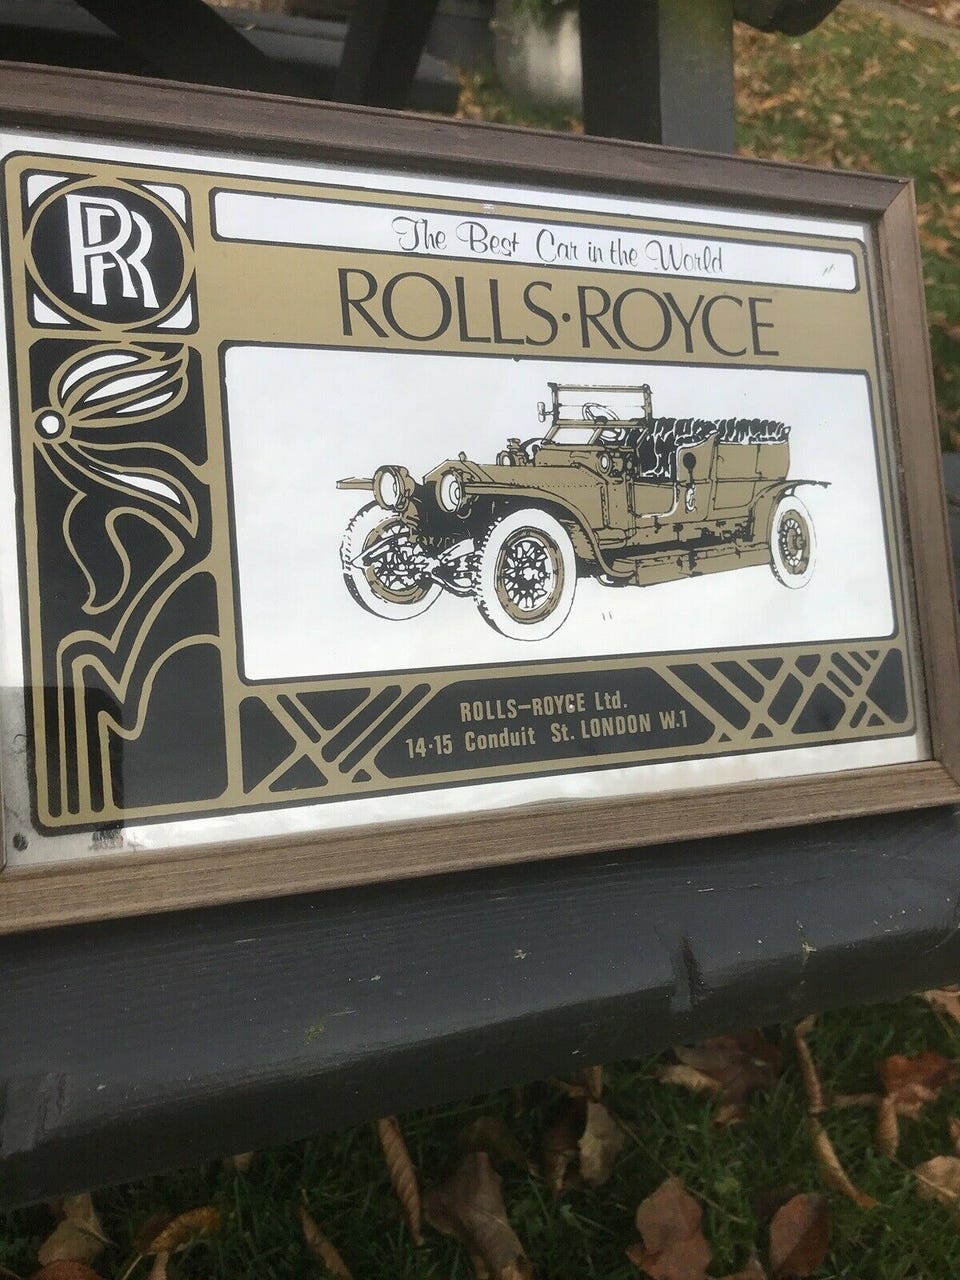 RR
The Best Car in the World
ROLLS·ROYCE
ROLLS-ROYCE Ltd.
14·15 Conduit St. LONDON W.1